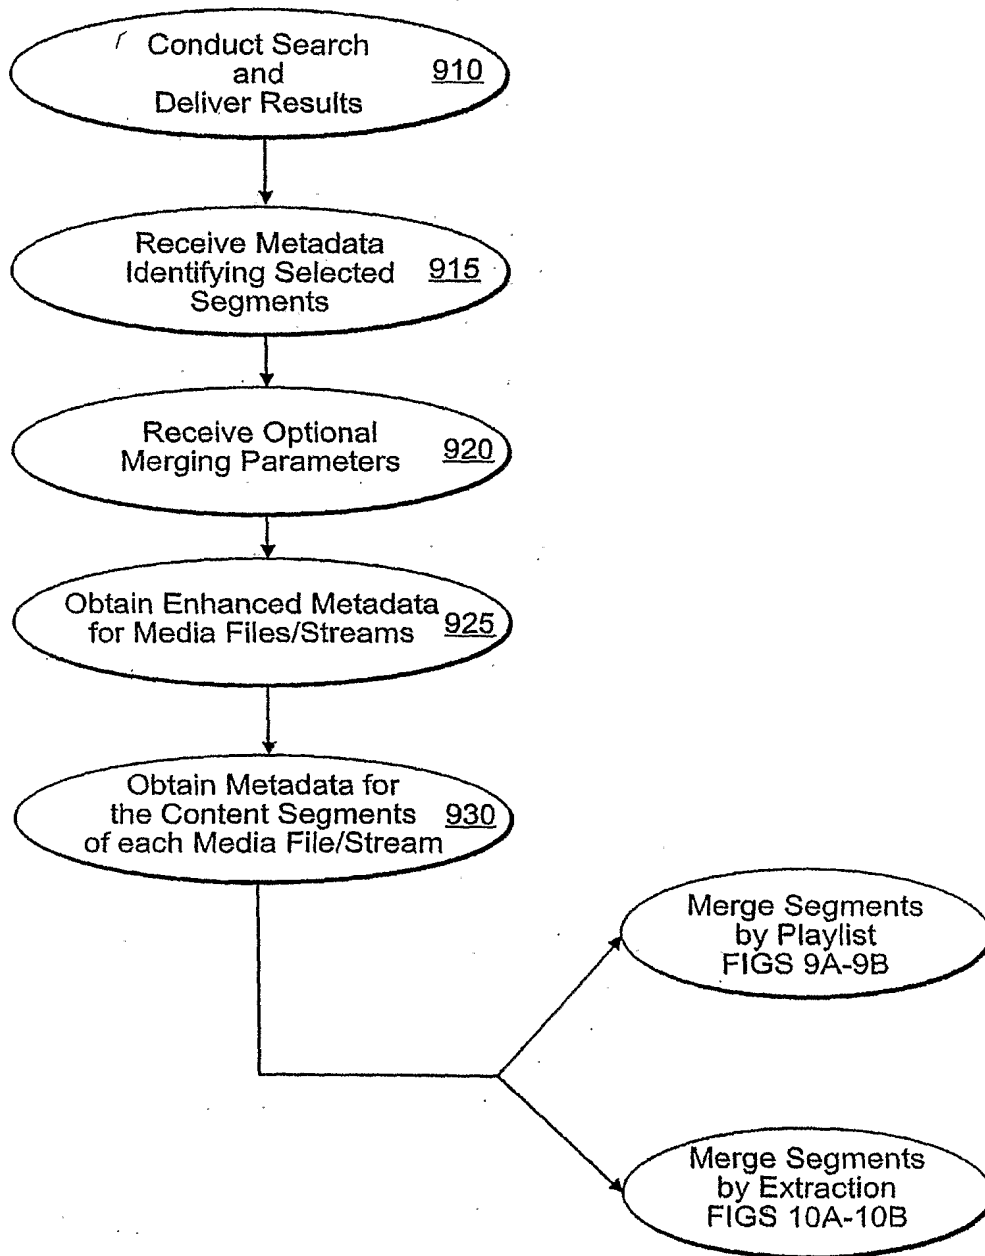 Conduct Search
and
Deliver Results
910
Receive Metadata
Identifying Selected
Segments
915
Receive Optional
Merging Parameters
920
Obtain Enhanced Metadata
for Media Files/Streams
925
Obtain Metadata for
the Content Segments
of each Media File/Stream
930
Merge Segments
by Playlist
FIGS 9A-9B
Merge Segments
by Extraction
FIGS 10A-10B